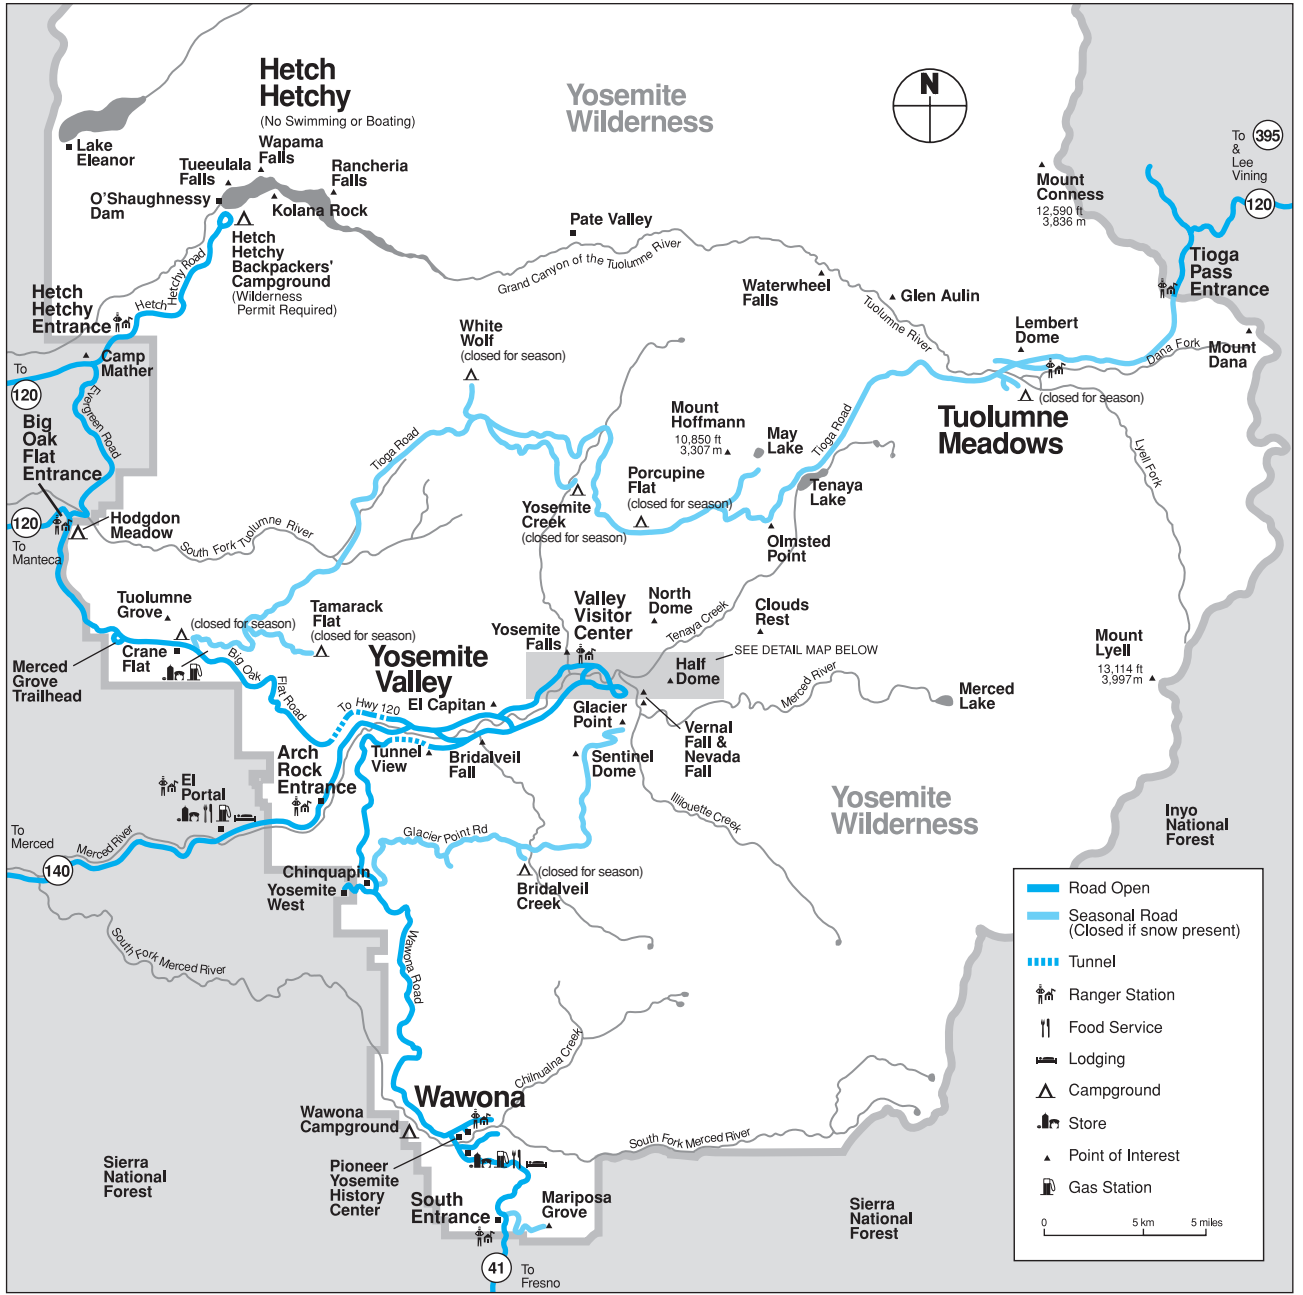 Hetch
Hetchy
(No Swimming or Boating)
Yosemite
Wilderness
N
To
395
&
Lee
Vining
120
Lake
Eleanor
Wapama
Falls
Tueeulala
Falls
Rancheria
Falls
O'Shaughnessy
Dam
Kolana Rock
Mount
Conness
12,590 ft
3,836 m
Pate Valley
Hetch
Hetchy
Backpackers'
Campground
(Wilderness
Permit Required)
Grand Canyon of the Tuolumne River
Hetch Hetchy Road
Tioga
Pass
Entrance
Waterwheel
Falls
Glen Aulin
Tuolumne River
Hetch
Hetchy
Entrance
White
Wolf
(closed for season)
Lembert
Dome
Dana Fork
Mount
Dana
Camp
Mather
To
120
Evergreen Road
(closed for season)
Tuolumne
Meadows
Big
Oak
Flat
Entrance
Mount
Hoffmann
10,850 ft
3,307 m
May
Lake
Tioga Road
Tioga Road
Lyell Fork
Porcupine
Flat
(closed for season)
Tenaya
Lake
Yosemite
Creek
(closed for season)
Olmsted
Point
120
To
Manteca
Hodgdon
Meadow
South Fork Tuolumne River
Tuolumne
Grove
(closed for season)
Tamarack
Flat
(closed for season)
Valley
Visitor
Center
North
Dome
Tenaya Creek
Clouds
Rest
Yosemite
Falls
Mount
Lyell
13,114 ft
3,997 m
Merced
Grove
Trailhead
Crane
Flat
Big Oak
Flat Road
Yosemite
Valley
SEE DETAIL MAP BELOW
Half
Dome
Merced River
Merced
Lake
To Hwy 120
El Capitan
Glacier
Point
Vernal
Fall &
Nevada
Fall
Arch
Rock
Entrance
Tunnel
View
Bridalveil
Fall
Sentinel
Dome
El
Portal
Illilouette Creek
Yosemite
Wilderness
To
Merced
140
Merced River
Glacier Point Rd
Inyo
National
Forest
Chinquapin
Yosemite
West
(closed for season)
Bridalveil
Creek
South Fork Merced River
Wawona Road
Chilnualna Creek
Wawona
Wawona
Campground
South Fork Merced River
Pioneer
Yosemite
History
Center
Sierra
National
Forest
South
Entrance
Mariposa
Grove
Sierra
National
Forest
41
To
Fresno
Road Open
Seasonal Road
(Closed if snow present)
Tunnel
Ranger Station
Food Service
Lodging
Campground
Store
Point of Interest
Gas Station
0
5 km
5 miles